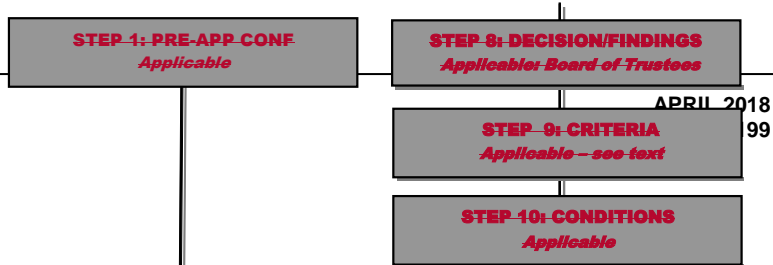 STEP 1: PRE-APP CONF
Applicable
STEP 8: DECISION/FINDINGS
Applicable: Board of Trustees
APRIL 2018
99
STEP 9: CRITERIA
Applicable – see text
STEP 10: CONDITIONS
Applicable